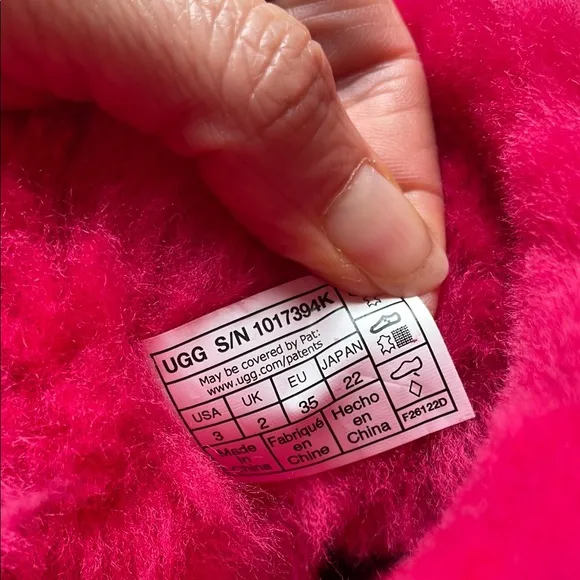 UGG S/N 1017394K
May be covered by Pat:
www.ugg.com/patents
USA UK EU JAPAN
3 2 35 22
Made in China
Fabriqué en Chine
Hecho en China
F26122D